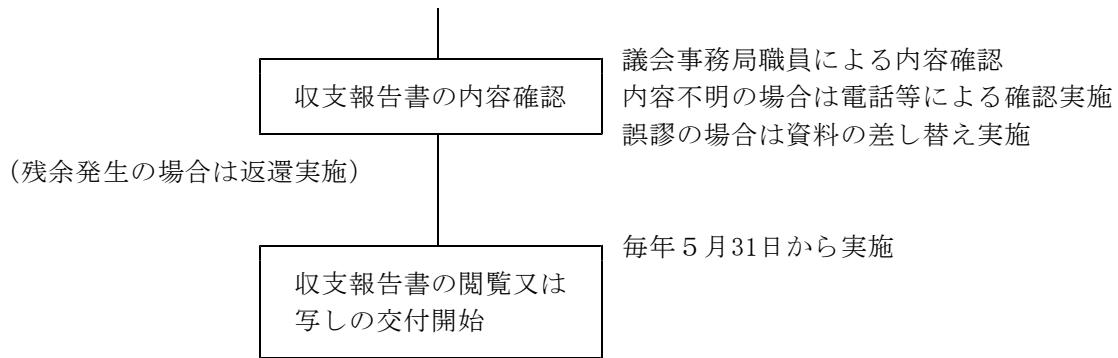 収支報告書の内容確認
議会事務局職員による内容確認
内容不明の場合は電話等による確認実施
誤謬の場合は資料の差し替え実施
（残余発生の場合は返還実施）
収支報告書の閲覧又は
写しの交付開始
毎年５月31日から実施